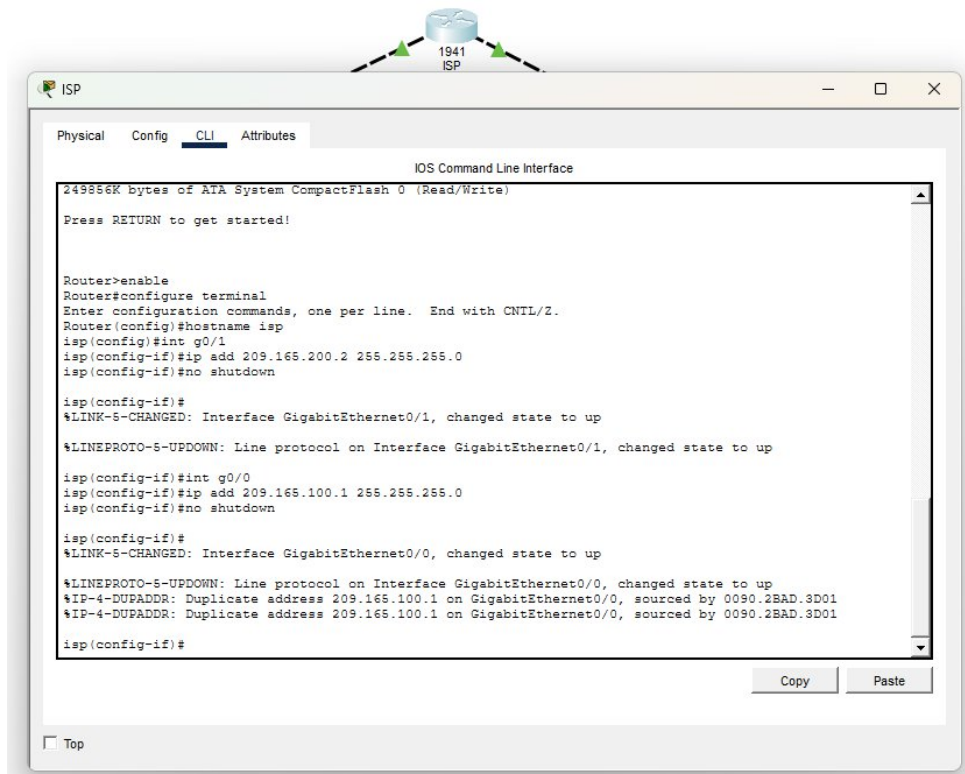 1941
ISP
ISP
Physical Config CLI Attributes
IOS Command Line Interface
249856K bytes of ATA System CompactFlash 0 (Read/Write)
Press RETURN to get started!
Router>enable
Router#configure terminal
Enter configuration commands, one per line.  End with CNTL/Z.
Router(config)#hostname isp
isp(config)#int g0/1
isp(config-if)#ip add 209.165.200.2 255.255.255.0
isp(config-if)#no shutdown
isp(config-if)#
%LINK-5-CHANGED: Interface GigabitEthernet0/1, changed state to up
%LINEPROTO-5-UPDOWN: Line protocol on Interface GigabitEthernet0/1, changed state to up
isp(config-if)#int g0/0
isp(config-if)#ip add 209.165.100.1 255.255.255.0
isp(config-if)#no shutdown
isp(config-if)#
%LINK-5-CHANGED: Interface GigabitEthernet0/0, changed state to up
%LINEPROTO-5-UPDOWN: Line protocol on Interface GigabitEthernet0/0, changed state to up
%IP-4-DUPADDR: Duplicate address 209.165.100.1 on GigabitEthernet0/0, sourced by 0090.2BAD.3D01
%IP-4-DUPADDR: Duplicate address 209.165.100.1 on GigabitEthernet0/0, sourced by 0090.2BAD.3D01
isp(config-if)#
Copy Paste
Top